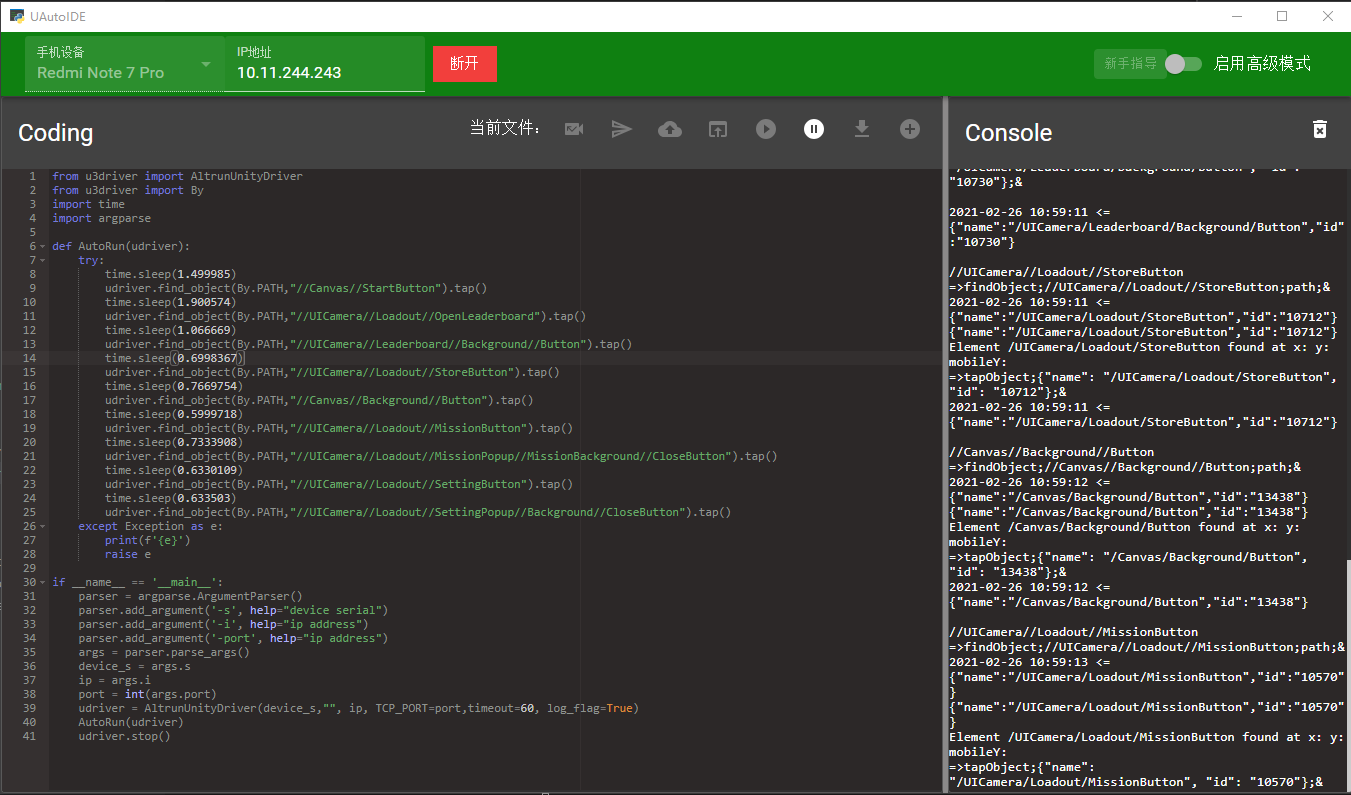 UAutoIDE
手机设备
Redmi Note 7 Pro
IP地址
10.11.244.243
断开
新手指导
启用高级模式
Coding
当前文件:
1 from u3driver import AltrunUnityDriver
2 from u3driver import By
3 import time
4 import argparse
5
6 def AutoRun(udriver):
7 try:
8 time.sleep(1.499985)
9 udriver.find_object(By.PATH,"//Canvas//StartButton").tap()
10 time.sleep(1.900574)
11 udriver.find_object(By.PATH,"//UICamera//Loadout//OpenLeaderboard").tap()
12 time.sleep(1.066669)
13 udriver.find_object(By.PATH,"//UICamera//Leaderboard//Background//Button").tap()
14 time.sleep(0.6998367)
15 udriver.find_object(By.PATH,"//UICamera//Loadout//StoreButton").tap()
16 time.sleep(0.7669754)
17 udriver.find_object(By.PATH,"//Canvas//Background//Button").tap()
18 time.sleep(0.5999718)
19 udriver.find_object(By.PATH,"//UICamera//Loadout//MissionButton").tap()
20 time.sleep(0.7333908)
21 udriver.find_object(By.PATH,"//UICamera//Loadout//MissionPopup//MissionBackground//CloseButton").tap()
22 time.sleep(0.6330109)
23 udriver.find_object(By.PATH,"//UICamera//Loadout//SettingButton").tap()
24 time.sleep(0.633503)
25 udriver.find_object(By.PATH,"//UICamera//Loadout//SettingPopup//Background//CloseButton").tap()
26 except Exception as e:
27 print(f'{e}')
28 raise e
29
30 if __name__ == '__main__':
31 parser = argparse.ArgumentParser()
32 parser.add_argument('-s', help="device serial")
33 parser.add_argument('-i', help="ip address")
34 parser.add_argument('-port', help="ip address")
35 args = parser.parse_args()
36 device_s = args.s
37 ip = args.i
38 port = int(args.port)
39 udriver = AltrunUnityDriver(device_s,"", ip, TCP_PORT=port,timeout=60, log_flag=True)
40 AutoRun(udriver)
41 udriver.stop()
Console
"/UICamera/Leaderboard/Background/Button", "id":
"10730"};&
2021-02-26 10:59:11 <=
{"name":"/UICamera/Leaderboard/Background/Button","id"
:"10730"}
//UICamera//Loadout//StoreButton
=>findObject;//UICamera//Loadout//StoreButton;path;&
2021-02-26 10:59:11 <=
{"name":"/UICamera/Loadout/StoreButton","id":"10712"}
{"name":"/UICamera/Loadout/StoreButton","id":"10712"}
Element /UICamera/Loadout/StoreButton found at x: y:
mobileY:
=>tapObject;{"name": "/UICamera/Loadout/StoreButton",
"id": "10712"};&
2021-02-26 10:59:11 <=
{"name":"/UICamera/Loadout/StoreButton","id":"10712"}
//Canvas//Background//Button
=>findObject;//Canvas//Background//Button;path;&
2021-02-26 10:59:12 <=
{"name":"/Canvas/Background/Button","id":"13438"}
{"name":"/Canvas/Background/Button","id":"13438"}
Element /Canvas/Background/Button found at x: y:
mobileY:
=>tapObject;{"name": "/Canvas/Background/Button",
"id": "13438"};&
2021-02-26 10:59:12 <=
{"name":"/Canvas/Background/Button","id":"13438"}
//UICamera//Loadout//MissionButton
=>findObject;//UICamera//Loadout//MissionButton;path;&
2021-02-26 10:59:13 <=
{"name":"/UICamera/Loadout/MissionButton","id":"10570"
}
{"name":"/UICamera/Loadout/MissionButton","id":"10570"
}
Element /UICamera/Loadout/MissionButton found at x: y:
mobileY:
=>tapObject;{"name":
"/UICamera/Loadout/MissionButton", "id": "10570"};&